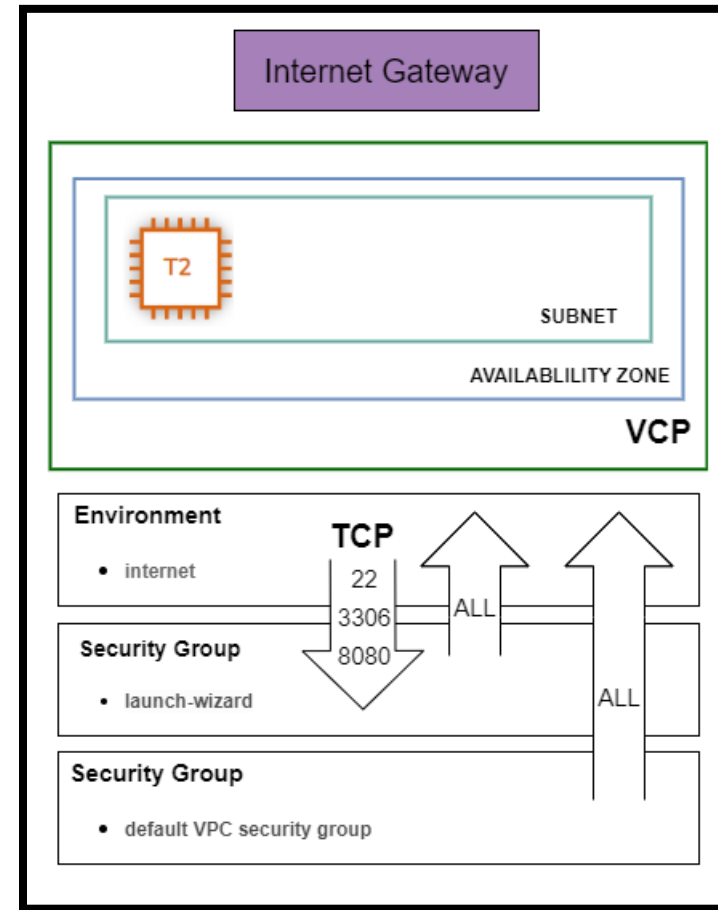 Internet Gateway
T2
SUBNET
AVAILABLILITY ZONE
VCP
Environment
• internet
TCP
22
3306
8080
ALL
ALL
Security Group
• launch-wizard
Security Group
• default VPC security group